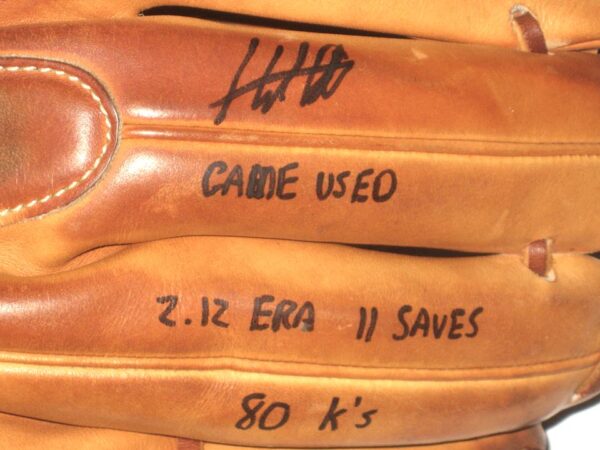 GAME USED
2.12 ERA 11 SAVES
80 K's